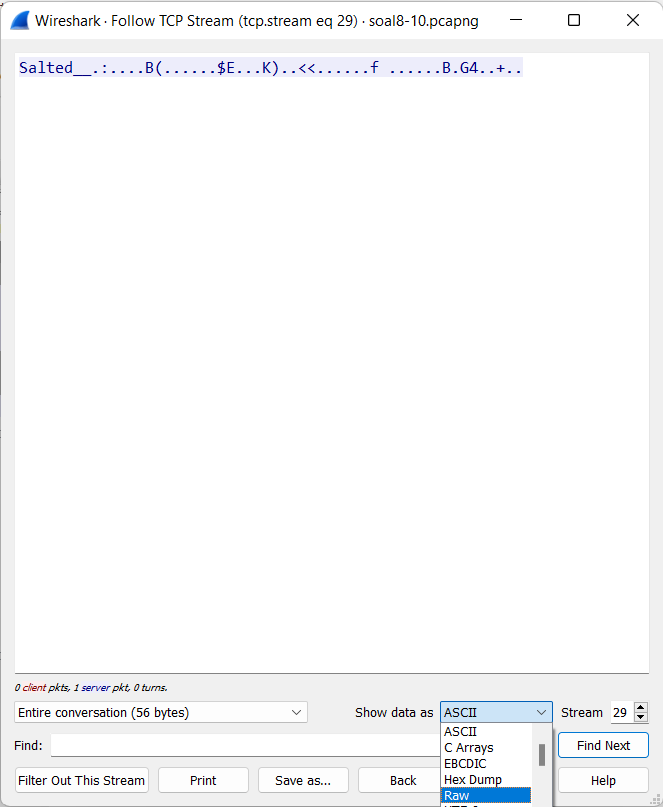 Wireshark · Follow TCP Stream (tcp.stream eq 29) · soal8-10.pcapng
Salted__.:....B(......$E...K)..<<......f ......B.G4..+..
0 client pkts, 1 server pkt, 0 turns.
Entire conversation (56 bytes)
Show data as ASCII
Stream 29
ASCII
C Arrays
EBCDIC
Hex Dump
Raw
Find:
Find Next
Filter Out This Stream
Print
Save as...
Back
Help